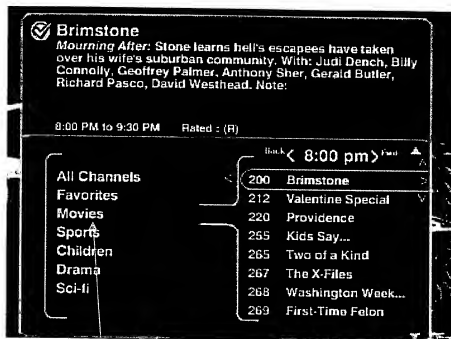 Brimstone
Mourning After: Stone learns hell's escapees have taken
over his wife's suburban community. With: Judi Dench, Billy
Connolly, Geoffrey Palmer, Anthony Sher, Gerald Butler,
Richard Pasco, David Westhead. Note:
8:00 PM to 9:30 PM Rated : (R)
Back < 8:00 pm > Fwd
All Channels
Favorites
Movies
Sports
Children
Drama
Sci-fi
200 Brimstone
212 Valentine Special
220 Providence
265 Kids Say...
265 Two of a Kind
267 The X-Files
268 Washington Week...
269 First-Time Felon